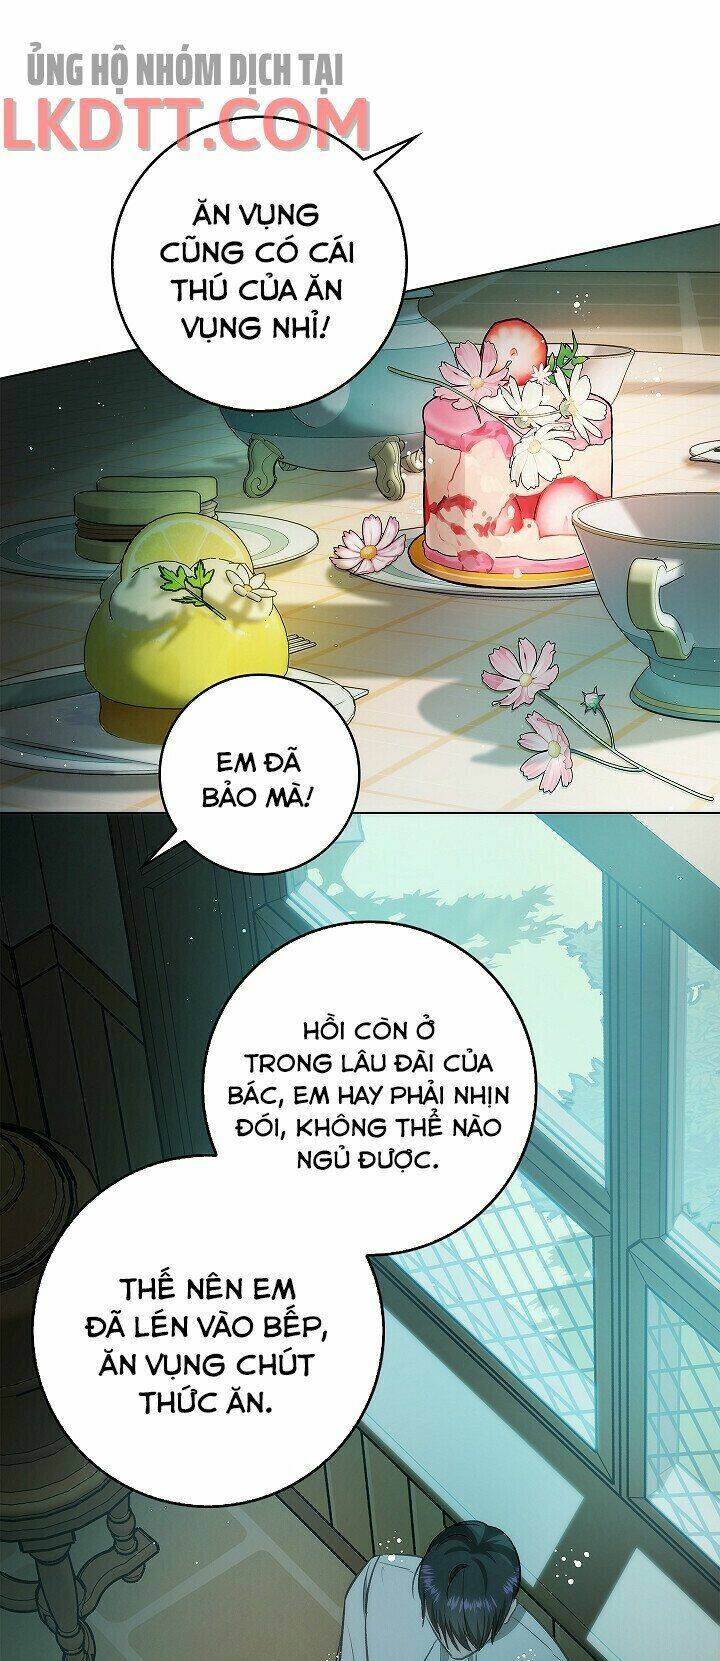 ỦNG HỘ NHÓM DỊCH TẠI
LKDTT.COM
ĂN VỤNG
CŨNG CÓ CÁI
THÚ CỦA ĂN
VỤNG NHỈ!
EM ĐÃ
BẢO MÀ!
HỒI CÒN Ở
TRONG LÂU ĐÀI CỦA
BÁC, EM HAY PHẢI NHỊN
ĐÓI, KHÔNG THỂ NÀO
NGỦ ĐƯỢC.
THẾ NÊN EM
ĐÃ LÉN VÀO BẾP,
ĂN VỤNG CHÚT
THỨC ĂN.